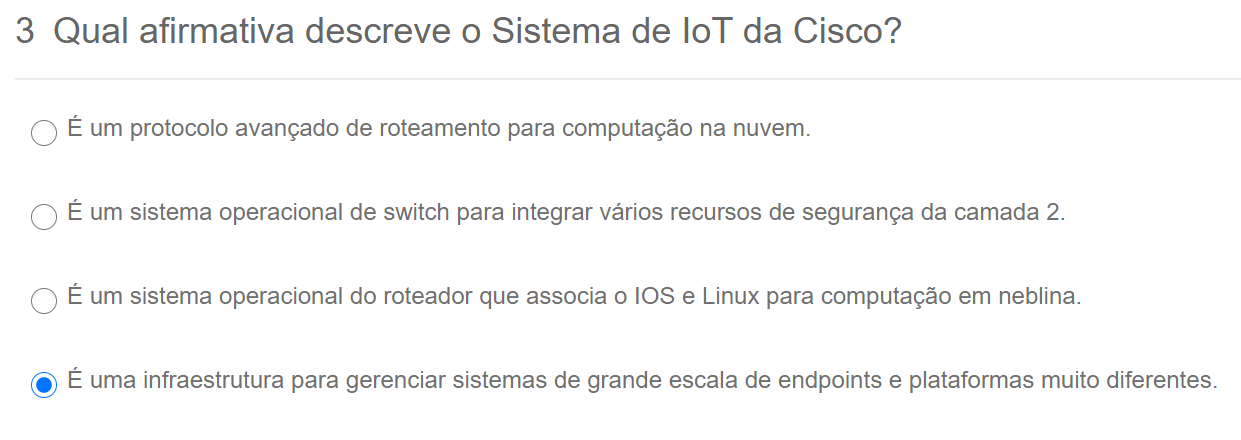 3 Qual afirmativa descreve o Sistema de IoT da Cisco?
É um protocolo avançado de roteamento para computação na nuvem.
É um sistema operacional de switch para integrar vários recursos de segurança da camada 2.
É um sistema operacional do roteador que associa o IOS e Linux para computação em neblina.
É uma infraestrutura para gerenciar sistemas de grande escala de endpoints e plataformas muito diferentes.